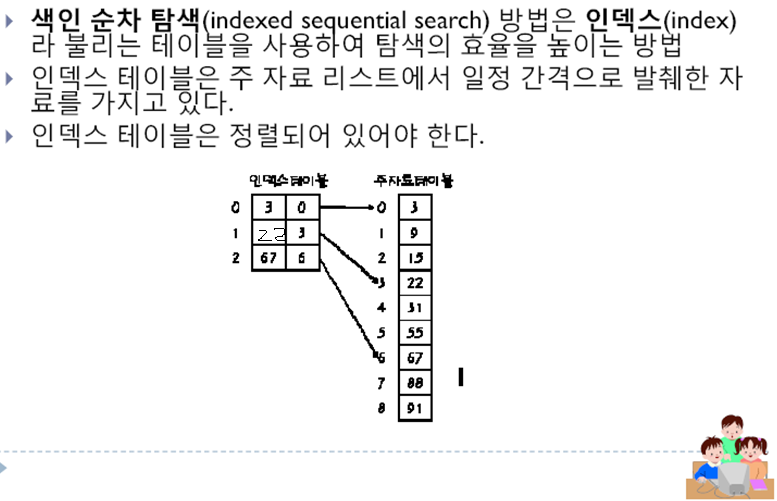 색인 순차 탐색(indexed sequential search) 방법은 인덱스(index)
라 불리는 테이블을 사용하여 탐색의 효율을 높이는 방법
인덱스 테이블은 주 자료 리스트에서 일정 간격으로 발췌한 자
료를 가지고 있다.
인덱스 테이블은 정렬되어 있어야 한다.
인덱스테이블 주자료테이블
0 3 0 0 3
1 22 3 1 9
2 67 6 2 15
3 22
4 31
5 55
6 67
7 88
8 91